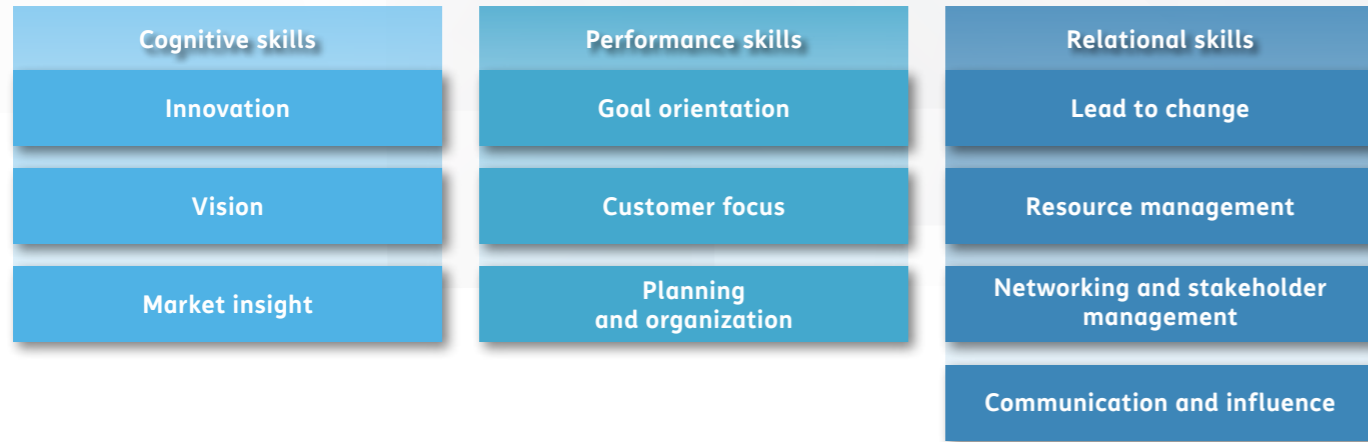 Cognitive skills
Innovation
Vision
Market insight
Performance skills
Goal orientation
Customer focus
Planning
and organization
Relational skills
Lead to change
Resource management
Networking and stakeholder
management
Communication and influence